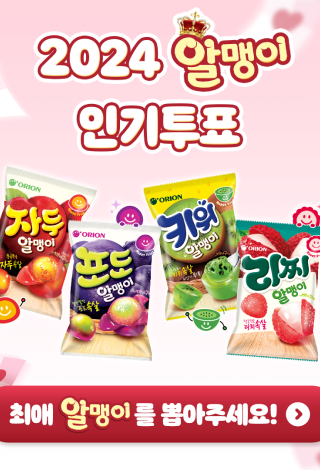 2024 알맹이
인기투표
ORION
자두
알맹이
ORION
포도
알맹이
ORION
키위
알맹이
ORION
리찌
알맹이
최애 알맹이를 뽑아주세요!